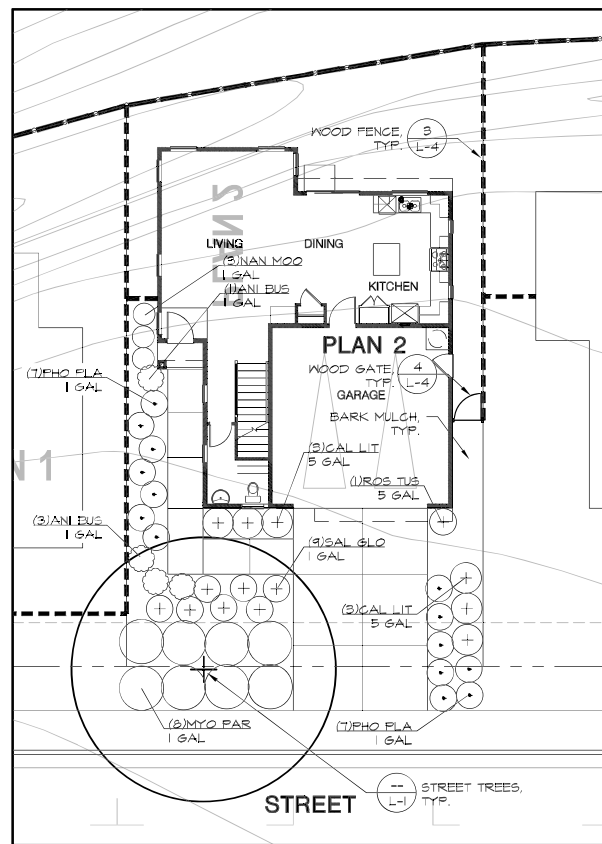 WOOD FENCE,
TYP.
3
L-4
PLAN 2
LIVING
DINING
(3)NAN MOO
1 GAL
(1)ANI BUS
1 GAL
KITCHEN
PLAN 2
(7)PHO PLA
1 GAL
WOOD GATE,
TYP.
4
L-4
GARAGE
BARK MULCH,
TYP.
(3)CAL LIT
5 GAL
N 1
(1)ROS TUS
5 GAL
(3)ANI BUS
1 GAL
(9)SAL GLO
1 GAL
(3)CAL LIT
5 GAL
(8)MYO PAR
1 GAL
(7)PHO PLA
1 GAL
--
L-1
STREET TREES,
TYP.
STREET